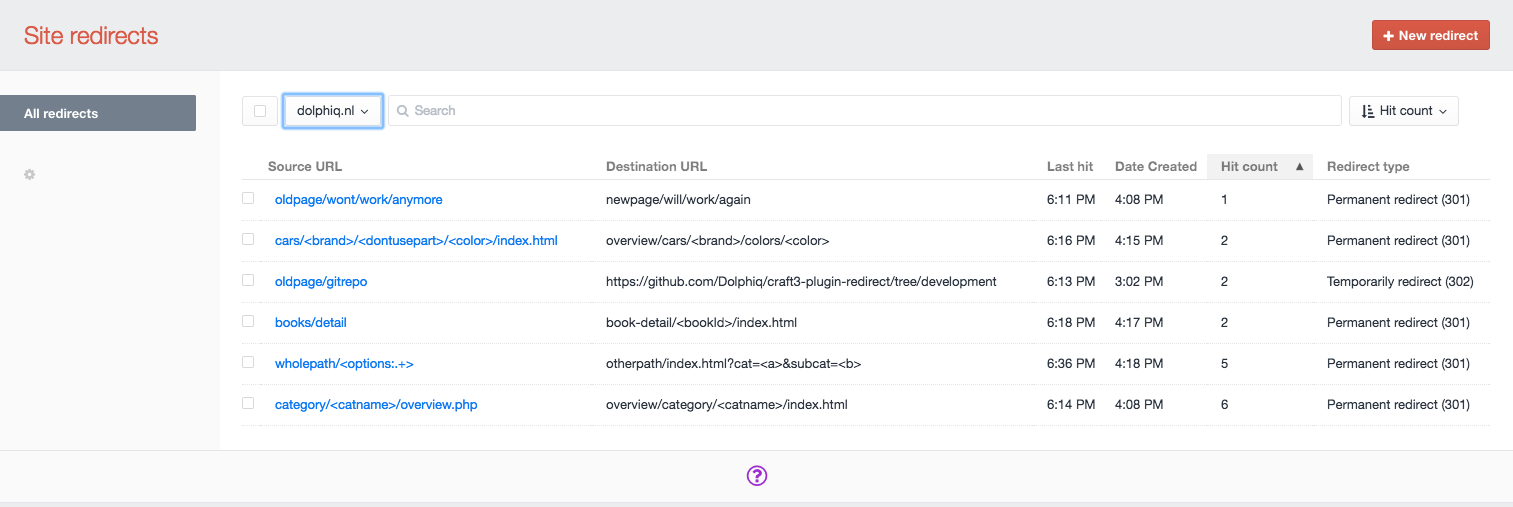 Site redirects
+ New redirect
All redirects
dolphiq.nl
Search
Hit count
Source URL Destination URL Last hit Date Created Hit count ▲ Redirect type
oldpage/wont/work/anymore newpage/will/work/again 6:11 PM 4:08 PM 1 Permanent redirect (301)
cars/<brand>/<dontusepart>/<color>/index.html overview/cars/<brand>/colors/<color> 6:16 PM 4:15 PM 2 Permanent redirect (301)
oldpage/gitrepo https://github.com/Dolphiq/craft3-plugin-redirect/tree/development 6:13 PM 3:02 PM 2 Temporarily redirect (302)
books/detail book-detail/<bookId>/index.html 6:18 PM 4:17 PM 2 Permanent redirect (301)
wholepath/<options:.+> otherpath/index.html?cat=<a>&subcat=<b> 6:36 PM 4:18 PM 5 Permanent redirect (301)
category/<catname>/overview.php overview/category/<catname>/index.html 6:14 PM 4:08 PM 6 Permanent redirect (301)
?